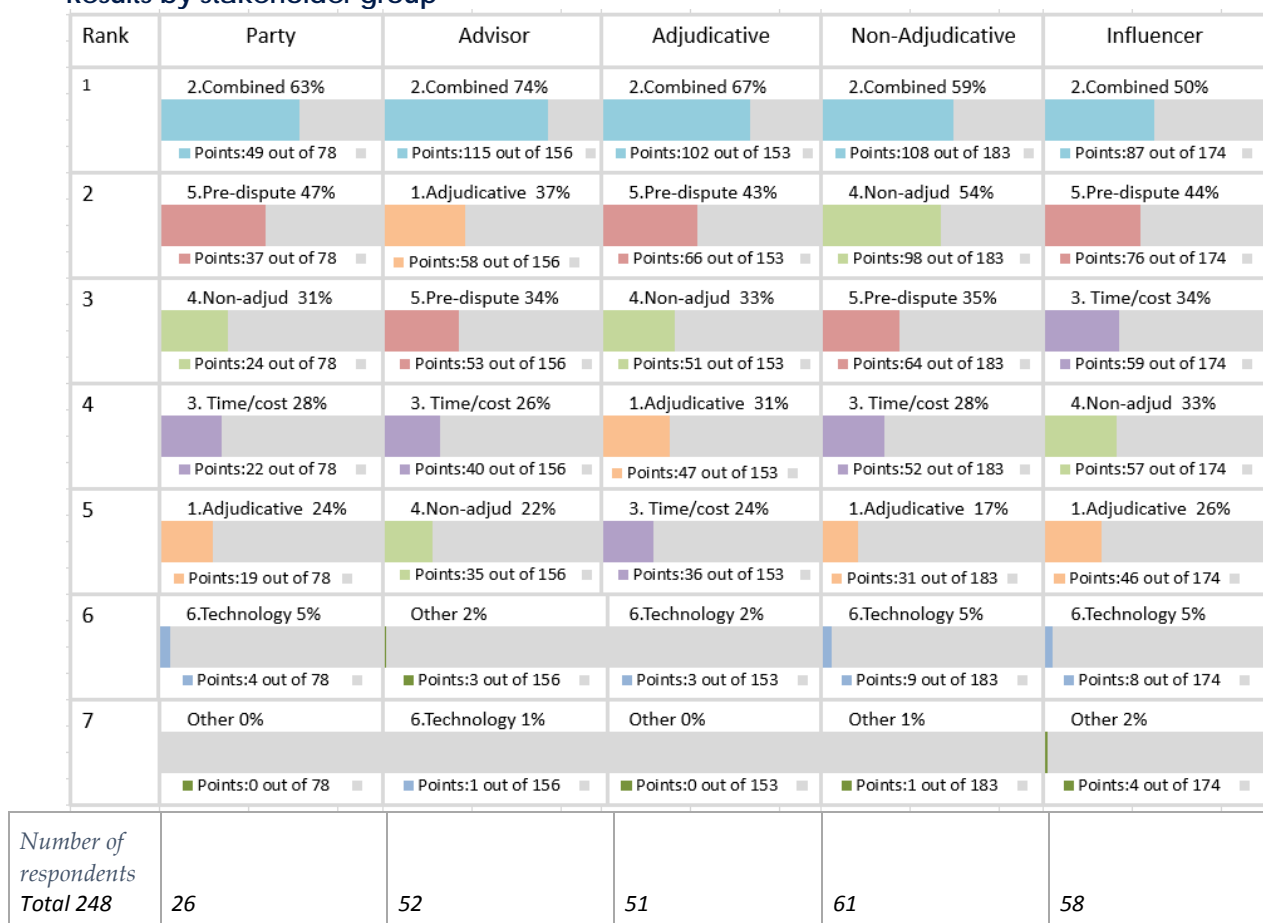 Results by stakeholder group
Rank Party Advisor Adjudicative Non-Adjudicative Influencer
1 2.Combined 63% 2.Combined 74% 2.Combined 67% 2.Combined 59% 2.Combined 50%
Points:49 out of 78 Points:115 out of 156 Points:102 out of 153 Points:108 out of 183 Points:87 out of 174
2 5.Pre-dispute 47% 1.Adjudicative 37% 5.Pre-dispute 43% 4.Non-adjud 54% 5.Pre-dispute 44%
Points:37 out of 78 Points:58 out of 156 Points:66 out of 153 Points:98 out of 183 Points:76 out of 174
3 4.Non-adjud 31% 5.Pre-dispute 34% 4.Non-adjud 33% 5.Pre-dispute 35% 3. Time/cost 34%
Points:24 out of 78 Points:53 out of 156 Points:51 out of 153 Points:64 out of 183 Points:59 out of 174
4 3. Time/cost 28% 3. Time/cost 26% 1.Adjudicative 31% 3. Time/cost 28% 4.Non-adjud 33%
Points:22 out of 78 Points:40 out of 156 Points:47 out of 153 Points:52 out of 183 Points:57 out of 174
5 1.Adjudicative 24% 4.Non-adjud 22% 3. Time/cost 24% 1.Adjudicative 17% 1.Adjudicative 26%
Points:19 out of 78 Points:35 out of 156 Points:36 out of 153 Points:31 out of 183 Points:46 out of 174
6 6.Technology 5% Other 2% 6.Technology 2% 6.Technology 5% 6.Technology 5%
Points:4 out of 78 Points:3 out of 156 Points:3 out of 153 Points:9 out of 183 Points:8 out of 174
7 Other 0% 6.Technology 1% Other 0% Other 1% Other 2%
Points:0 out of 78 Points:1 out of 156 Points:0 out of 153 Points:1 out of 183 Points:4 out of 174
Number of
respondents
Total 248 26 52 51 61 58